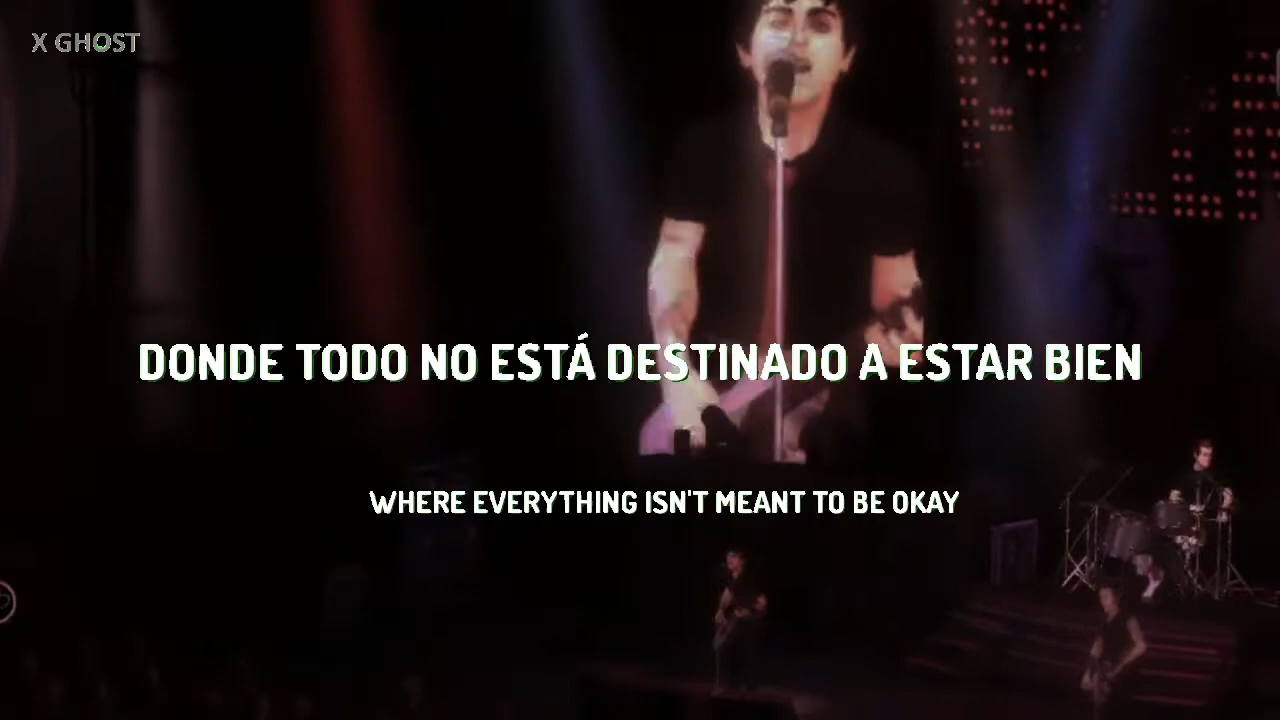 X GHOST
DONDE TODO NO ESTÁ DESTINADO A ESTAR BIEN
WHERE EVERYTHING ISN'T MEANT TO BE OKAY